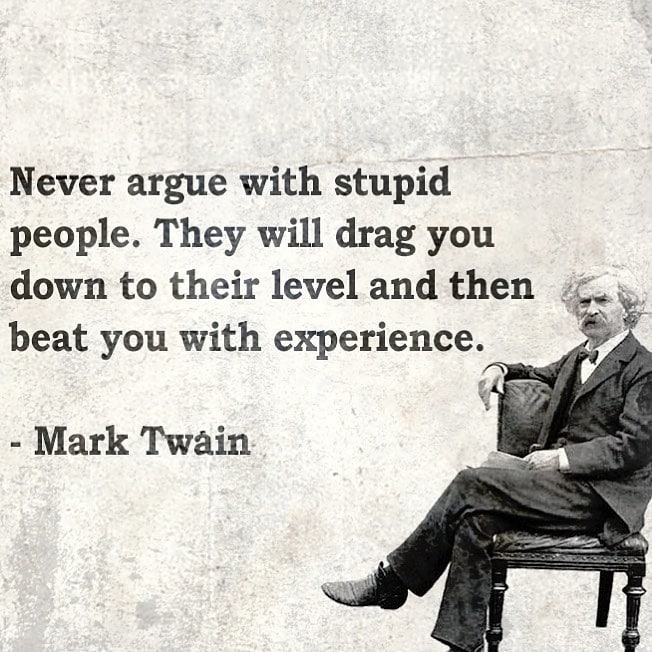 Never argue with stupid
people. They will drag you
down to their level and then
beat you with experience.
- Mark Twain